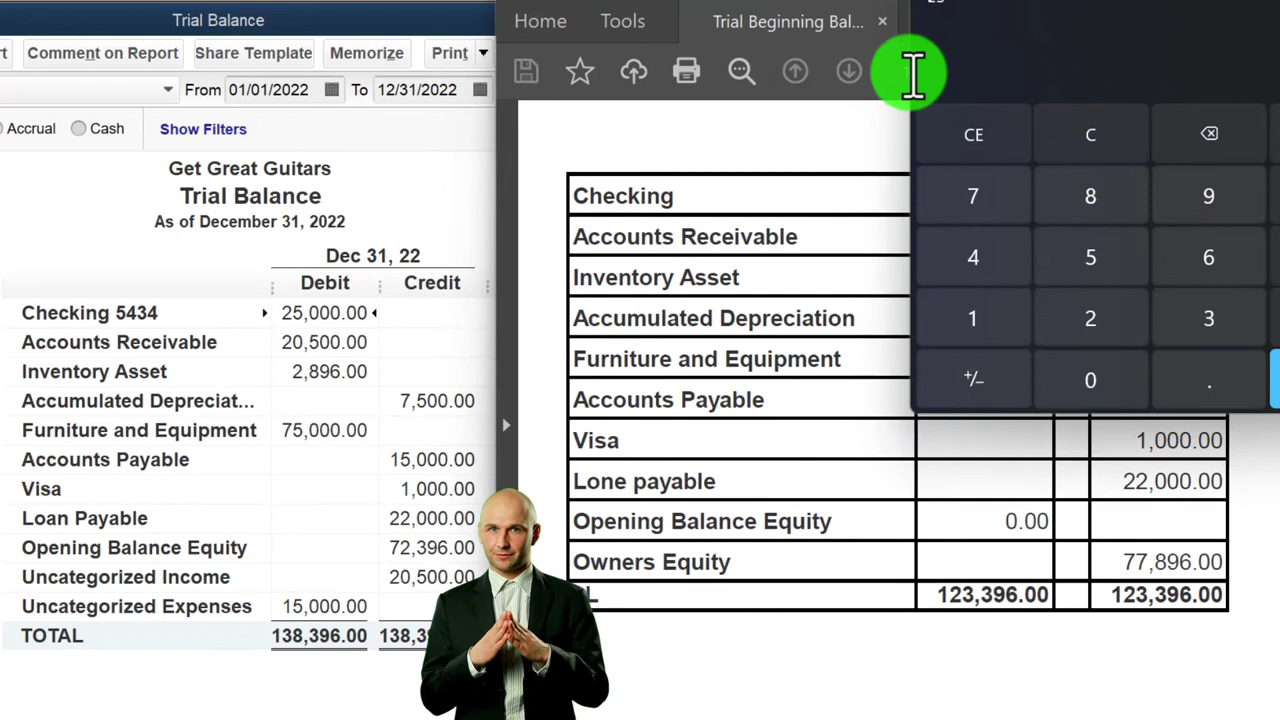 Trial Balance
Comment on Report Share Template Memorize Print
From 01/01/2022 To 12/31/2022
Accrual Cash Show Filters
Get Great Guitars
Trial Balance
As of December 31, 2022
Dec 31, 22
Debit Credit
Checking 5434 25,000.00
Accounts Receivable 20,500.00
Inventory Asset 2,896.00
Accumulated Depreciat... 7,500.00
Furniture and Equipment 75,000.00
Accounts Payable 15,000.00
Visa 1,000.00
Loan Payable 22,000.00
Opening Balance Equity 72,396.00
Uncategorized Income 20,500.00
Uncategorized Expenses 15,000.00
TOTAL 138,396.00
Home Tools Trial Beginning Bal... ×
Checking
Accounts Receivable
Inventory Asset
Accumulated Depreciation
Furniture and Equipment
Accounts Payable
Visa 1,000.00
Lone payable 22,000.00
Opening Balance Equity 0.00
Owners Equity 77,896.00
123,396.00 123,396.00
CE C
7 8 9
4 5 6
1 2 3
+/− 0 .